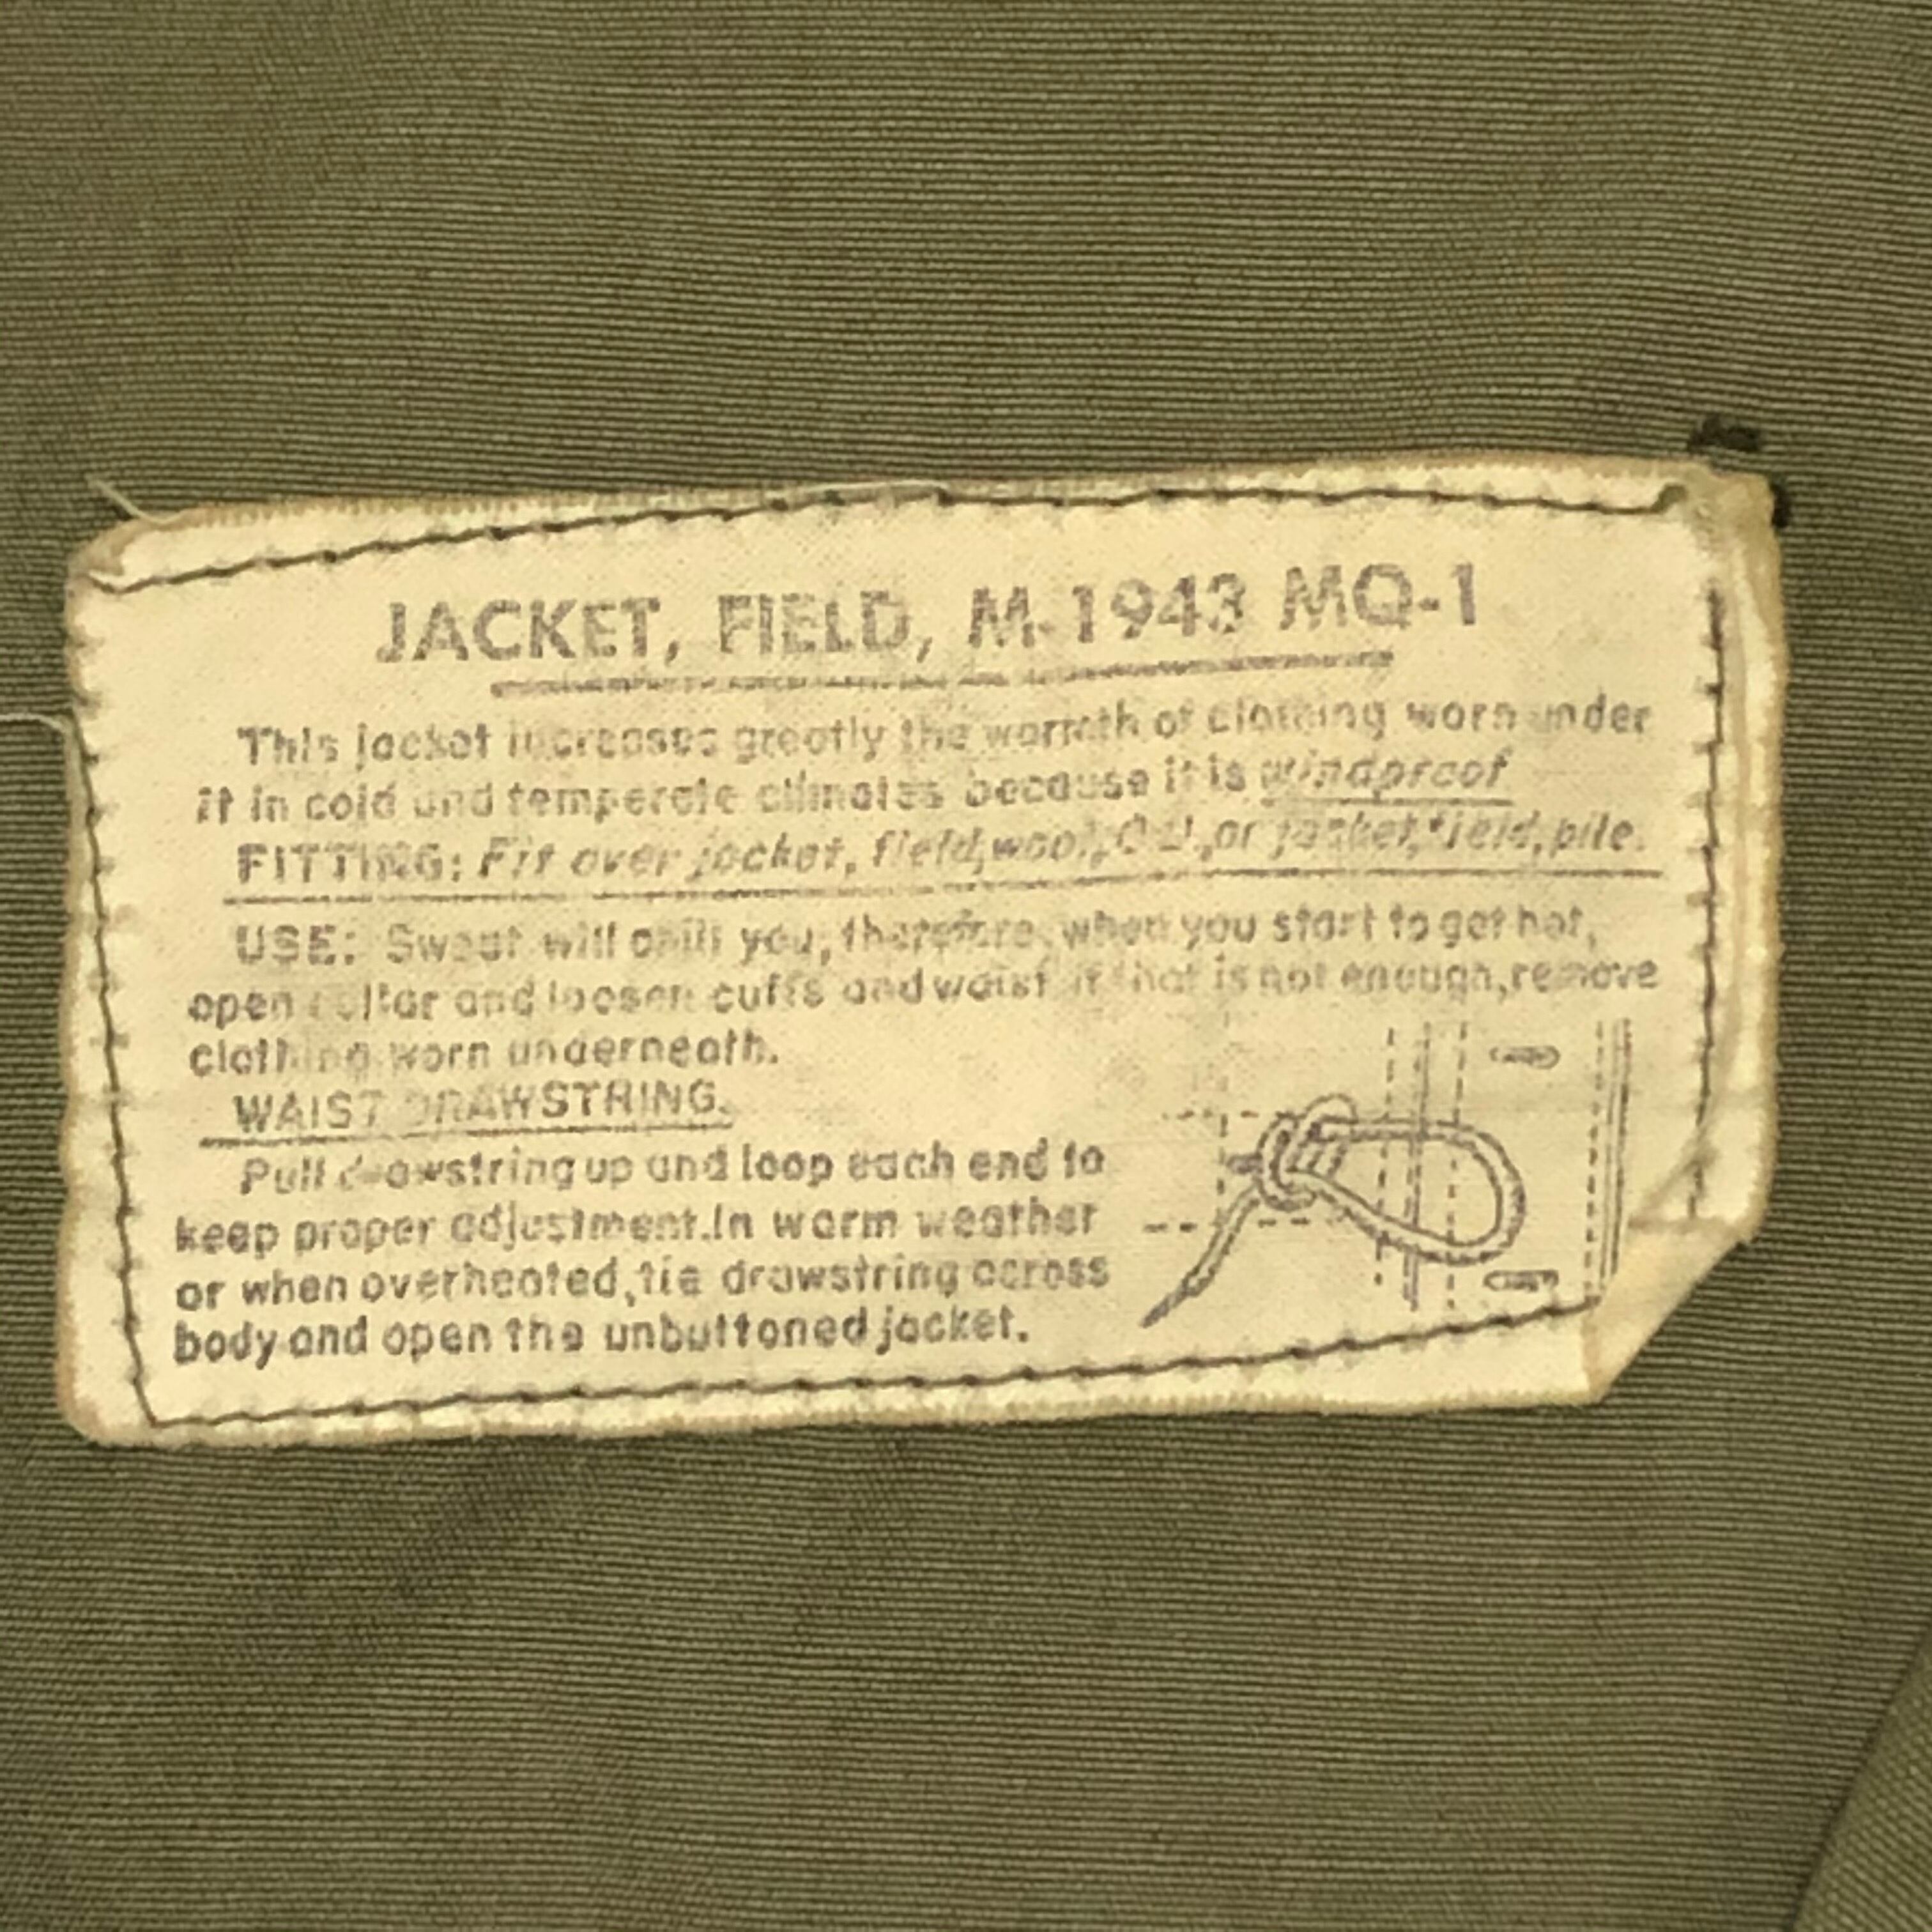 JACKET, FIELD, M-1943 MQ-1
This jacket increases greatly the warmth of clothing worn under
it in cold and temperate climates because it is windproof
FITTING: Fit over jacket, field, wool, O.D., or jacket, field, pile.
USE: Sweat will chill you, therefore, when you start to get hot,
open collar and loosen cuffs and waist if that is not enough, remove
clothing worn underneath.
WAIST DRAWSTRING.
Pull drawstring up and loop each end to
keep proper adjustment. In warm weather
or when overheated, tie drawstring across
body and open the unbuttoned jacket.